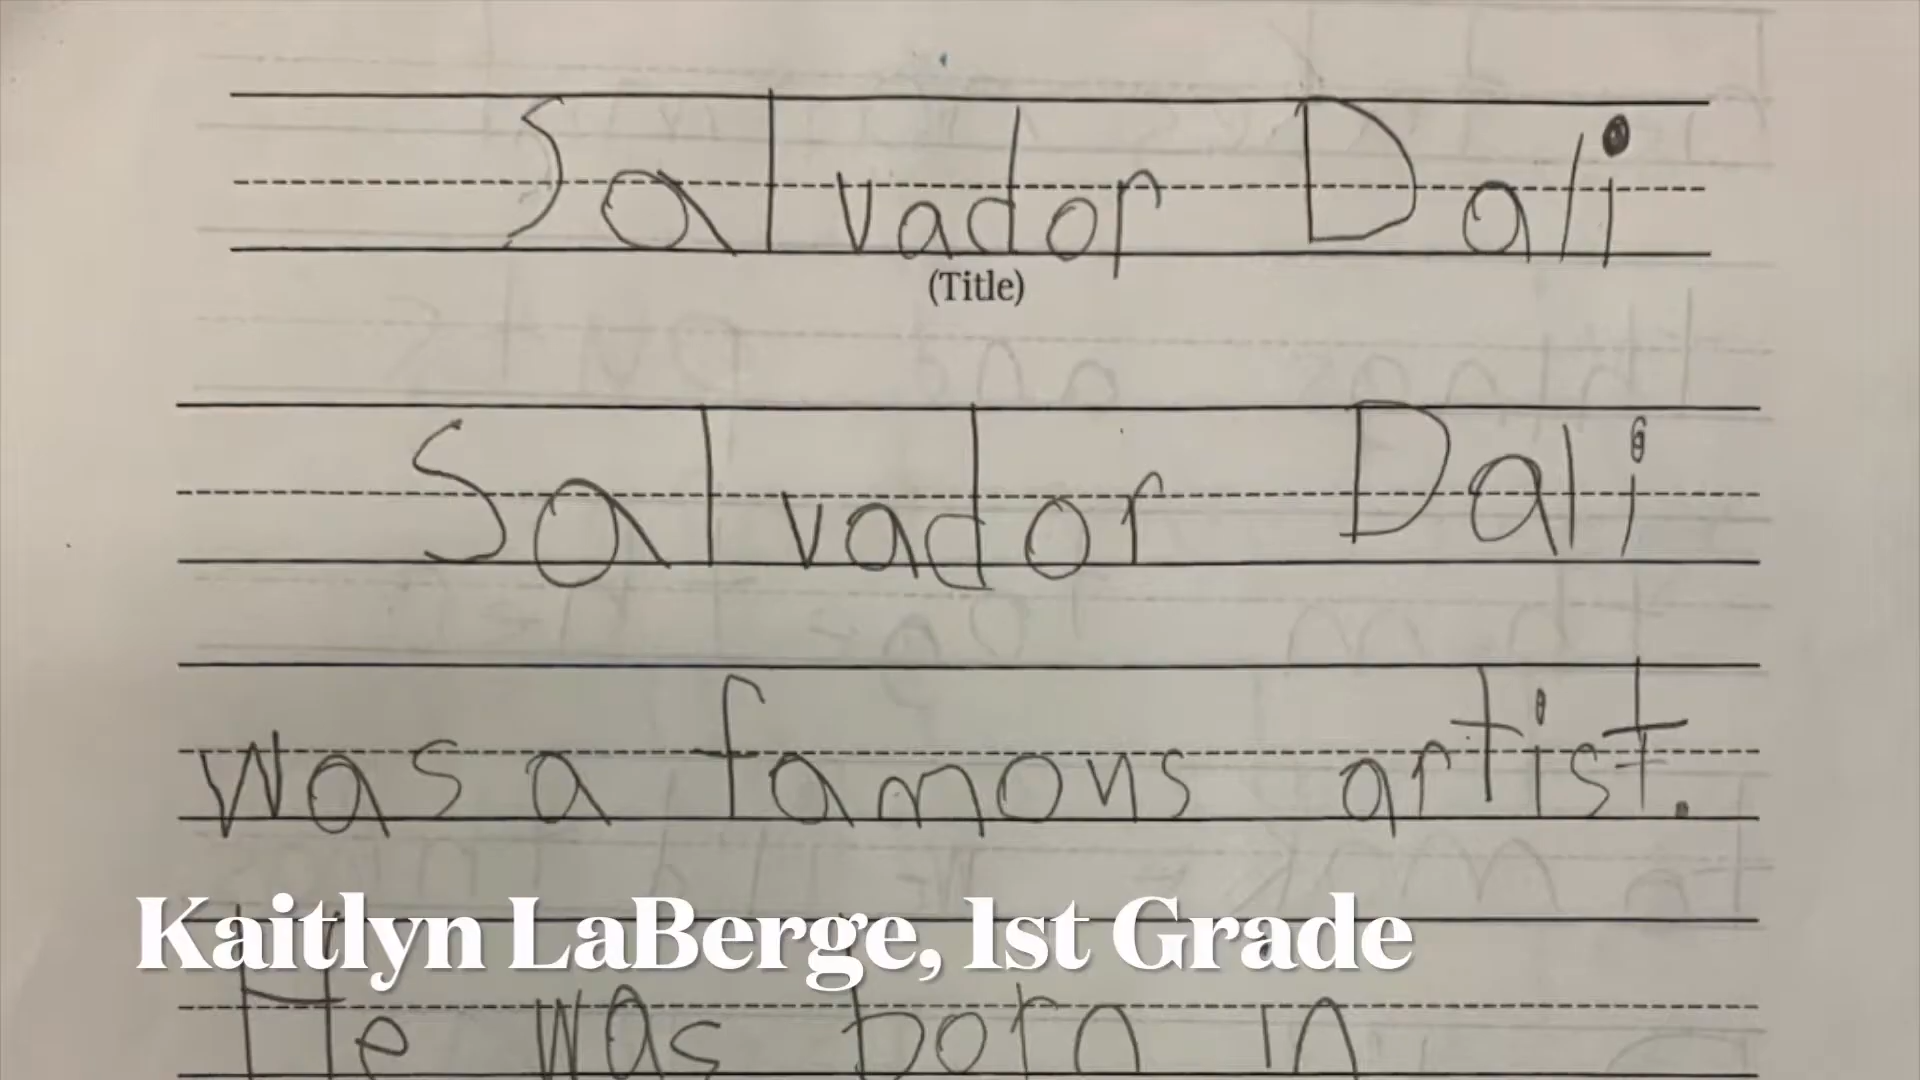 Salvador Dali
(Title)
Salvador Dali
was a famous artist.
Kaitlyn LaBerge, 1st Grade
He was born in